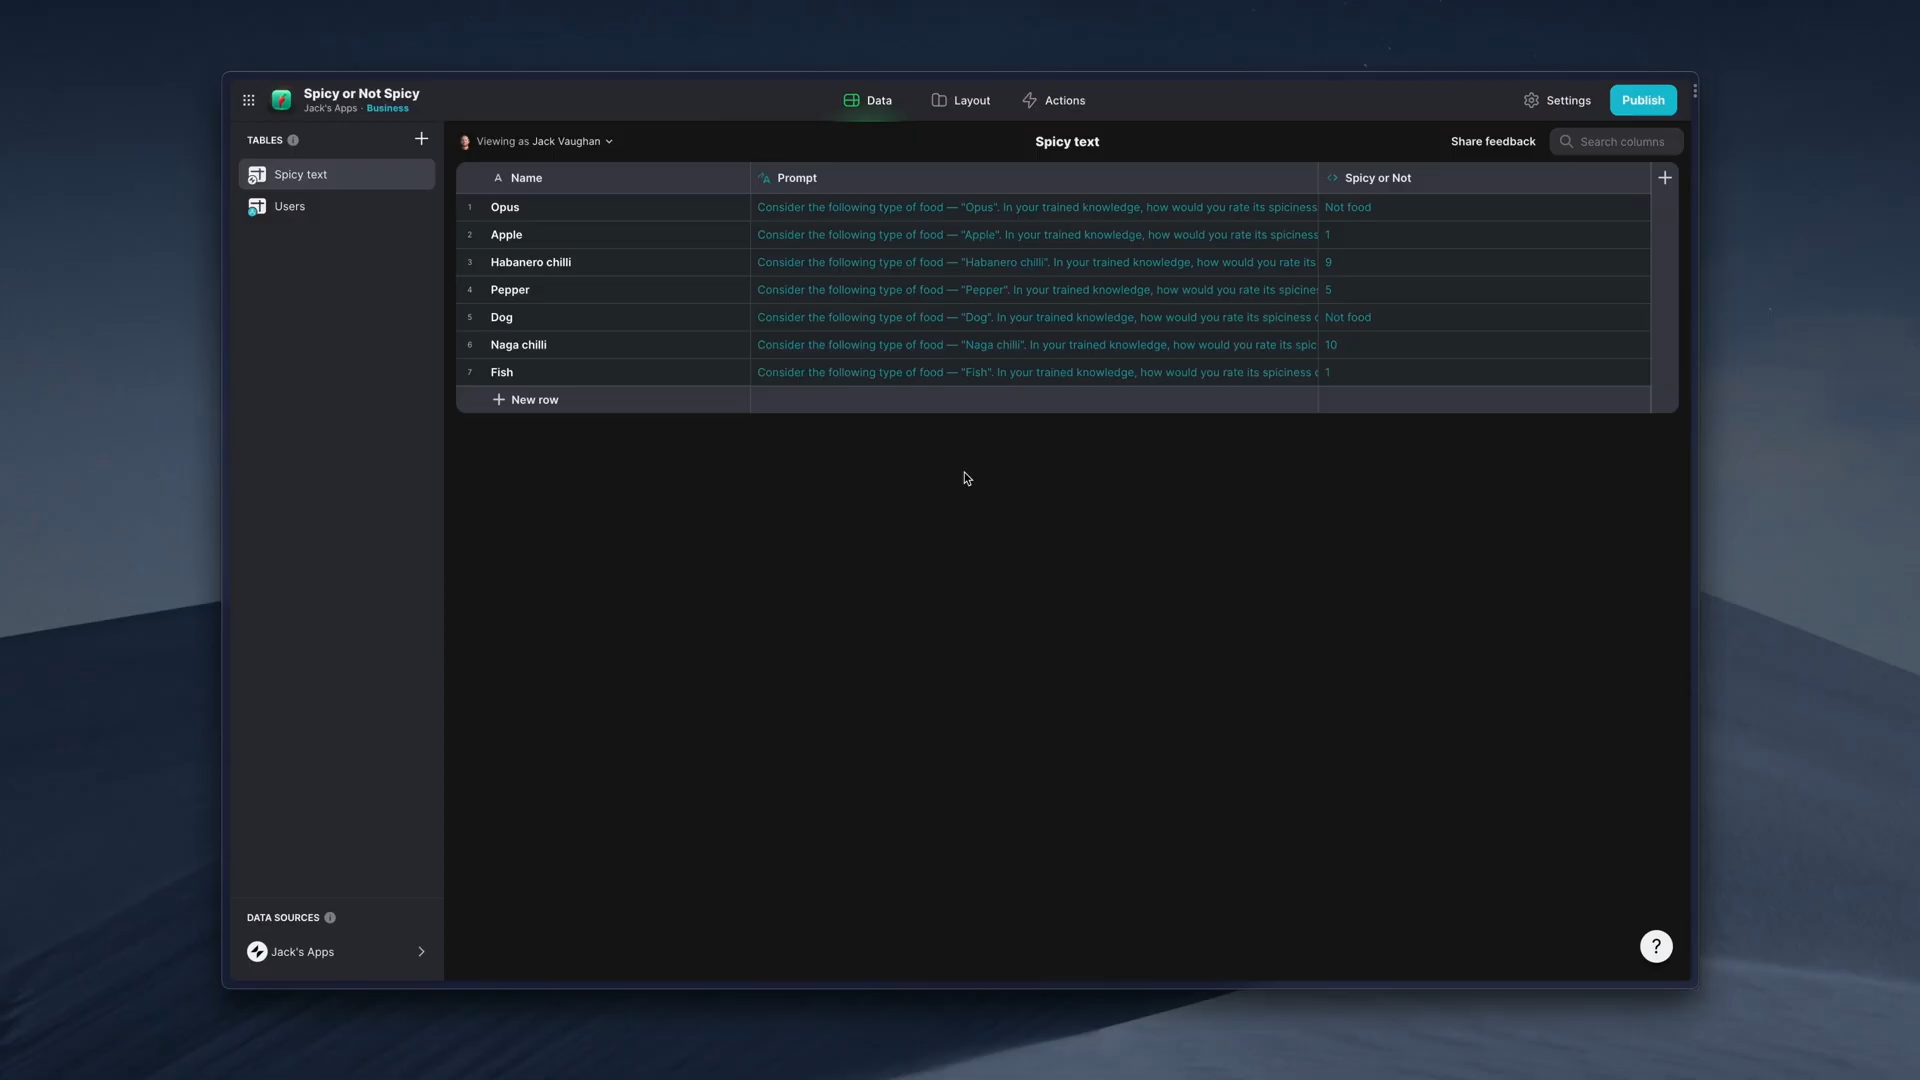 Spicy or Not Spicy
Jack's Apps · Business
Data
Layout
Actions
Settings
Publish
TABLES
Spicy text
Users
Viewing as Jack Vaughan
Spicy text
Share feedback
Search columns
Name
Prompt
Spicy or Not
1 Opus Consider the following type of food — "Opus". In your trained knowledge, how would you rate its spiciness Not food
2 Apple Consider the following type of food — "Apple". In your trained knowledge, how would you rate its spiciness 1
3 Habanero chilli Consider the following type of food — "Habanero chilli". In your trained knowledge, how would you rate its 9
4 Pepper Consider the following type of food — "Pepper". In your trained knowledge, how would you rate its spicine 5
5 Dog Consider the following type of food — "Dog". In your trained knowledge, how would you rate its spiciness Not food
6 Naga chilli Consider the following type of food — "Naga chilli". In your trained knowledge, how would you rate its spic 10
7 Fish Consider the following type of food — "Fish". In your trained knowledge, how would you rate its spiciness 1
New row
DATA SOURCES
Jack's Apps
?